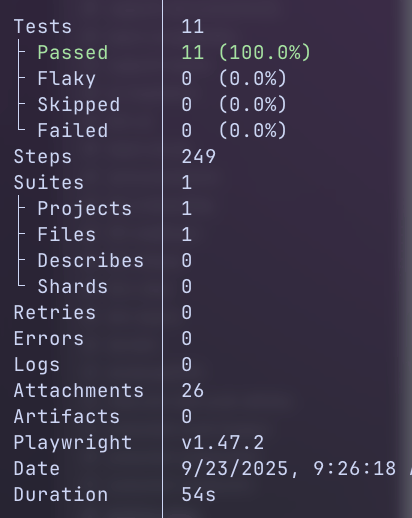 Tests 11
├ Passed 11 (100.0%)
├ Flaky 0 (0.0%)
├ Skipped 0 (0.0%)
└ Failed 0 (0.0%)
Steps 249
Suites 1
├ Projects 1
├ Files 1
├ Describes 0
└ Shards 0
Retries 0
Errors 0
Logs 0
Attachments 26
Artifacts 0
Playwright v1.47.2
Date 9/23/2025, 9:26:18
Duration 54s